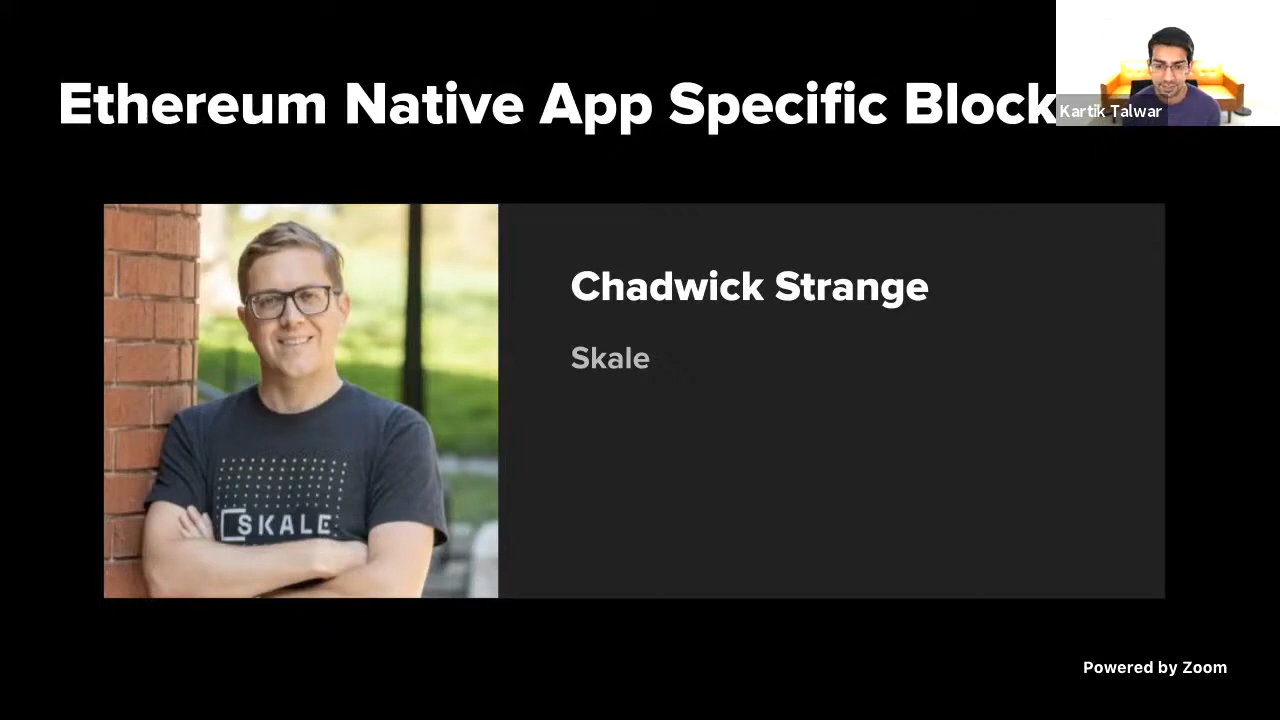 Ethereum Native App Specific Block
Kartik Talwar
Chadwick Strange
Skale
SKALE
Powered by Zoom